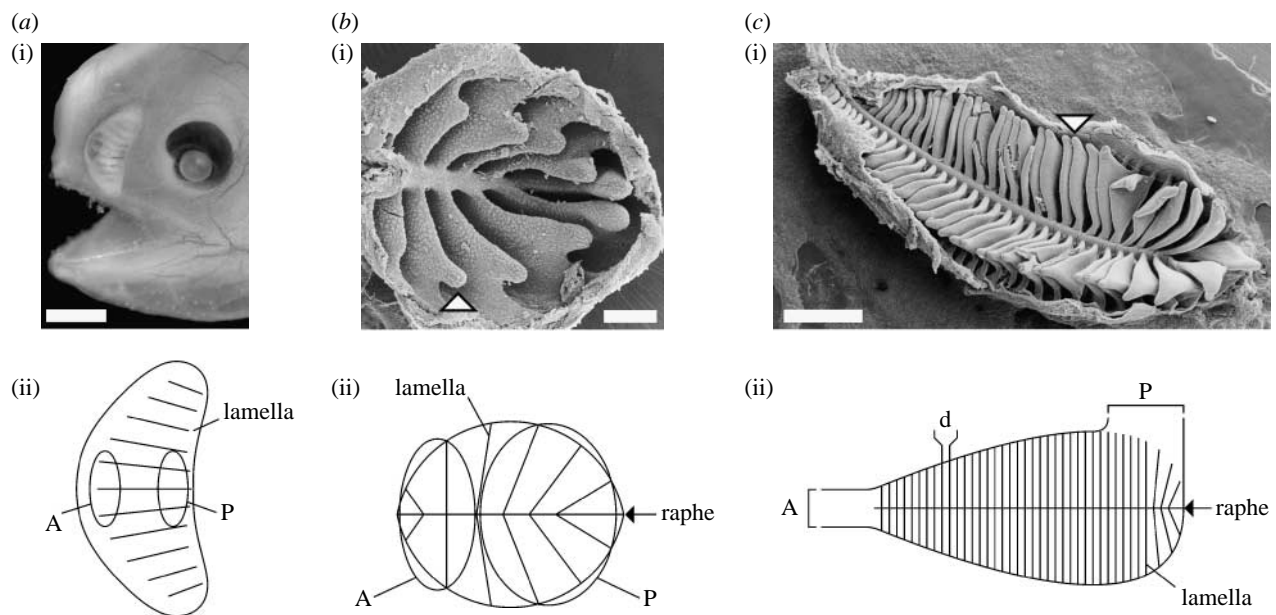 (a)
(b)
(c)
(i)
(i)
(i)
(ii)
lamella
A
P
(ii)
lamella
raphe
A
P
(ii)
P
d
A
raphe
lamella